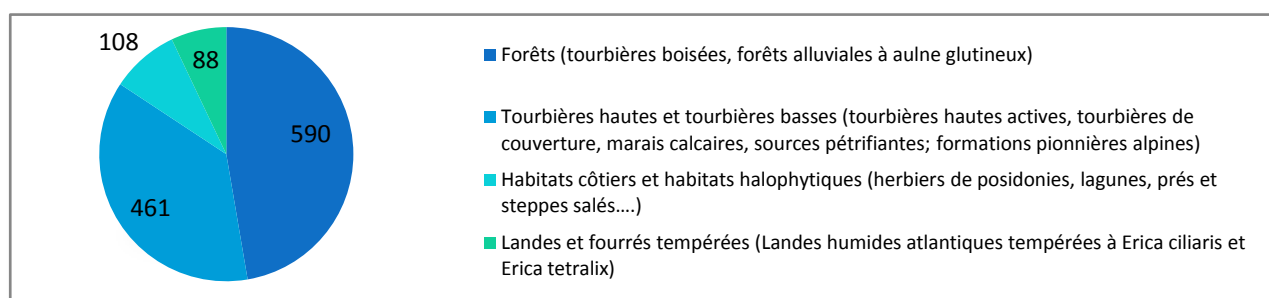 108
88
590
461
Forêts (tourbières boisées, forêts alluviales à aulne glutineux)
Tourbières hautes et tourbières basses (tourbières hautes actives, tourbières de
couverture, marais calcaires, sources pétrifiantes; formations pionnières alpines)
Habitats côtiers et habitats halophytiques (herbiers de posidonies, lagunes, prés et
steppes salés....)
Landes et fourrés tempérées (Landes humides atlantiques tempérées à Erica ciliaris et
Erica tetralix)